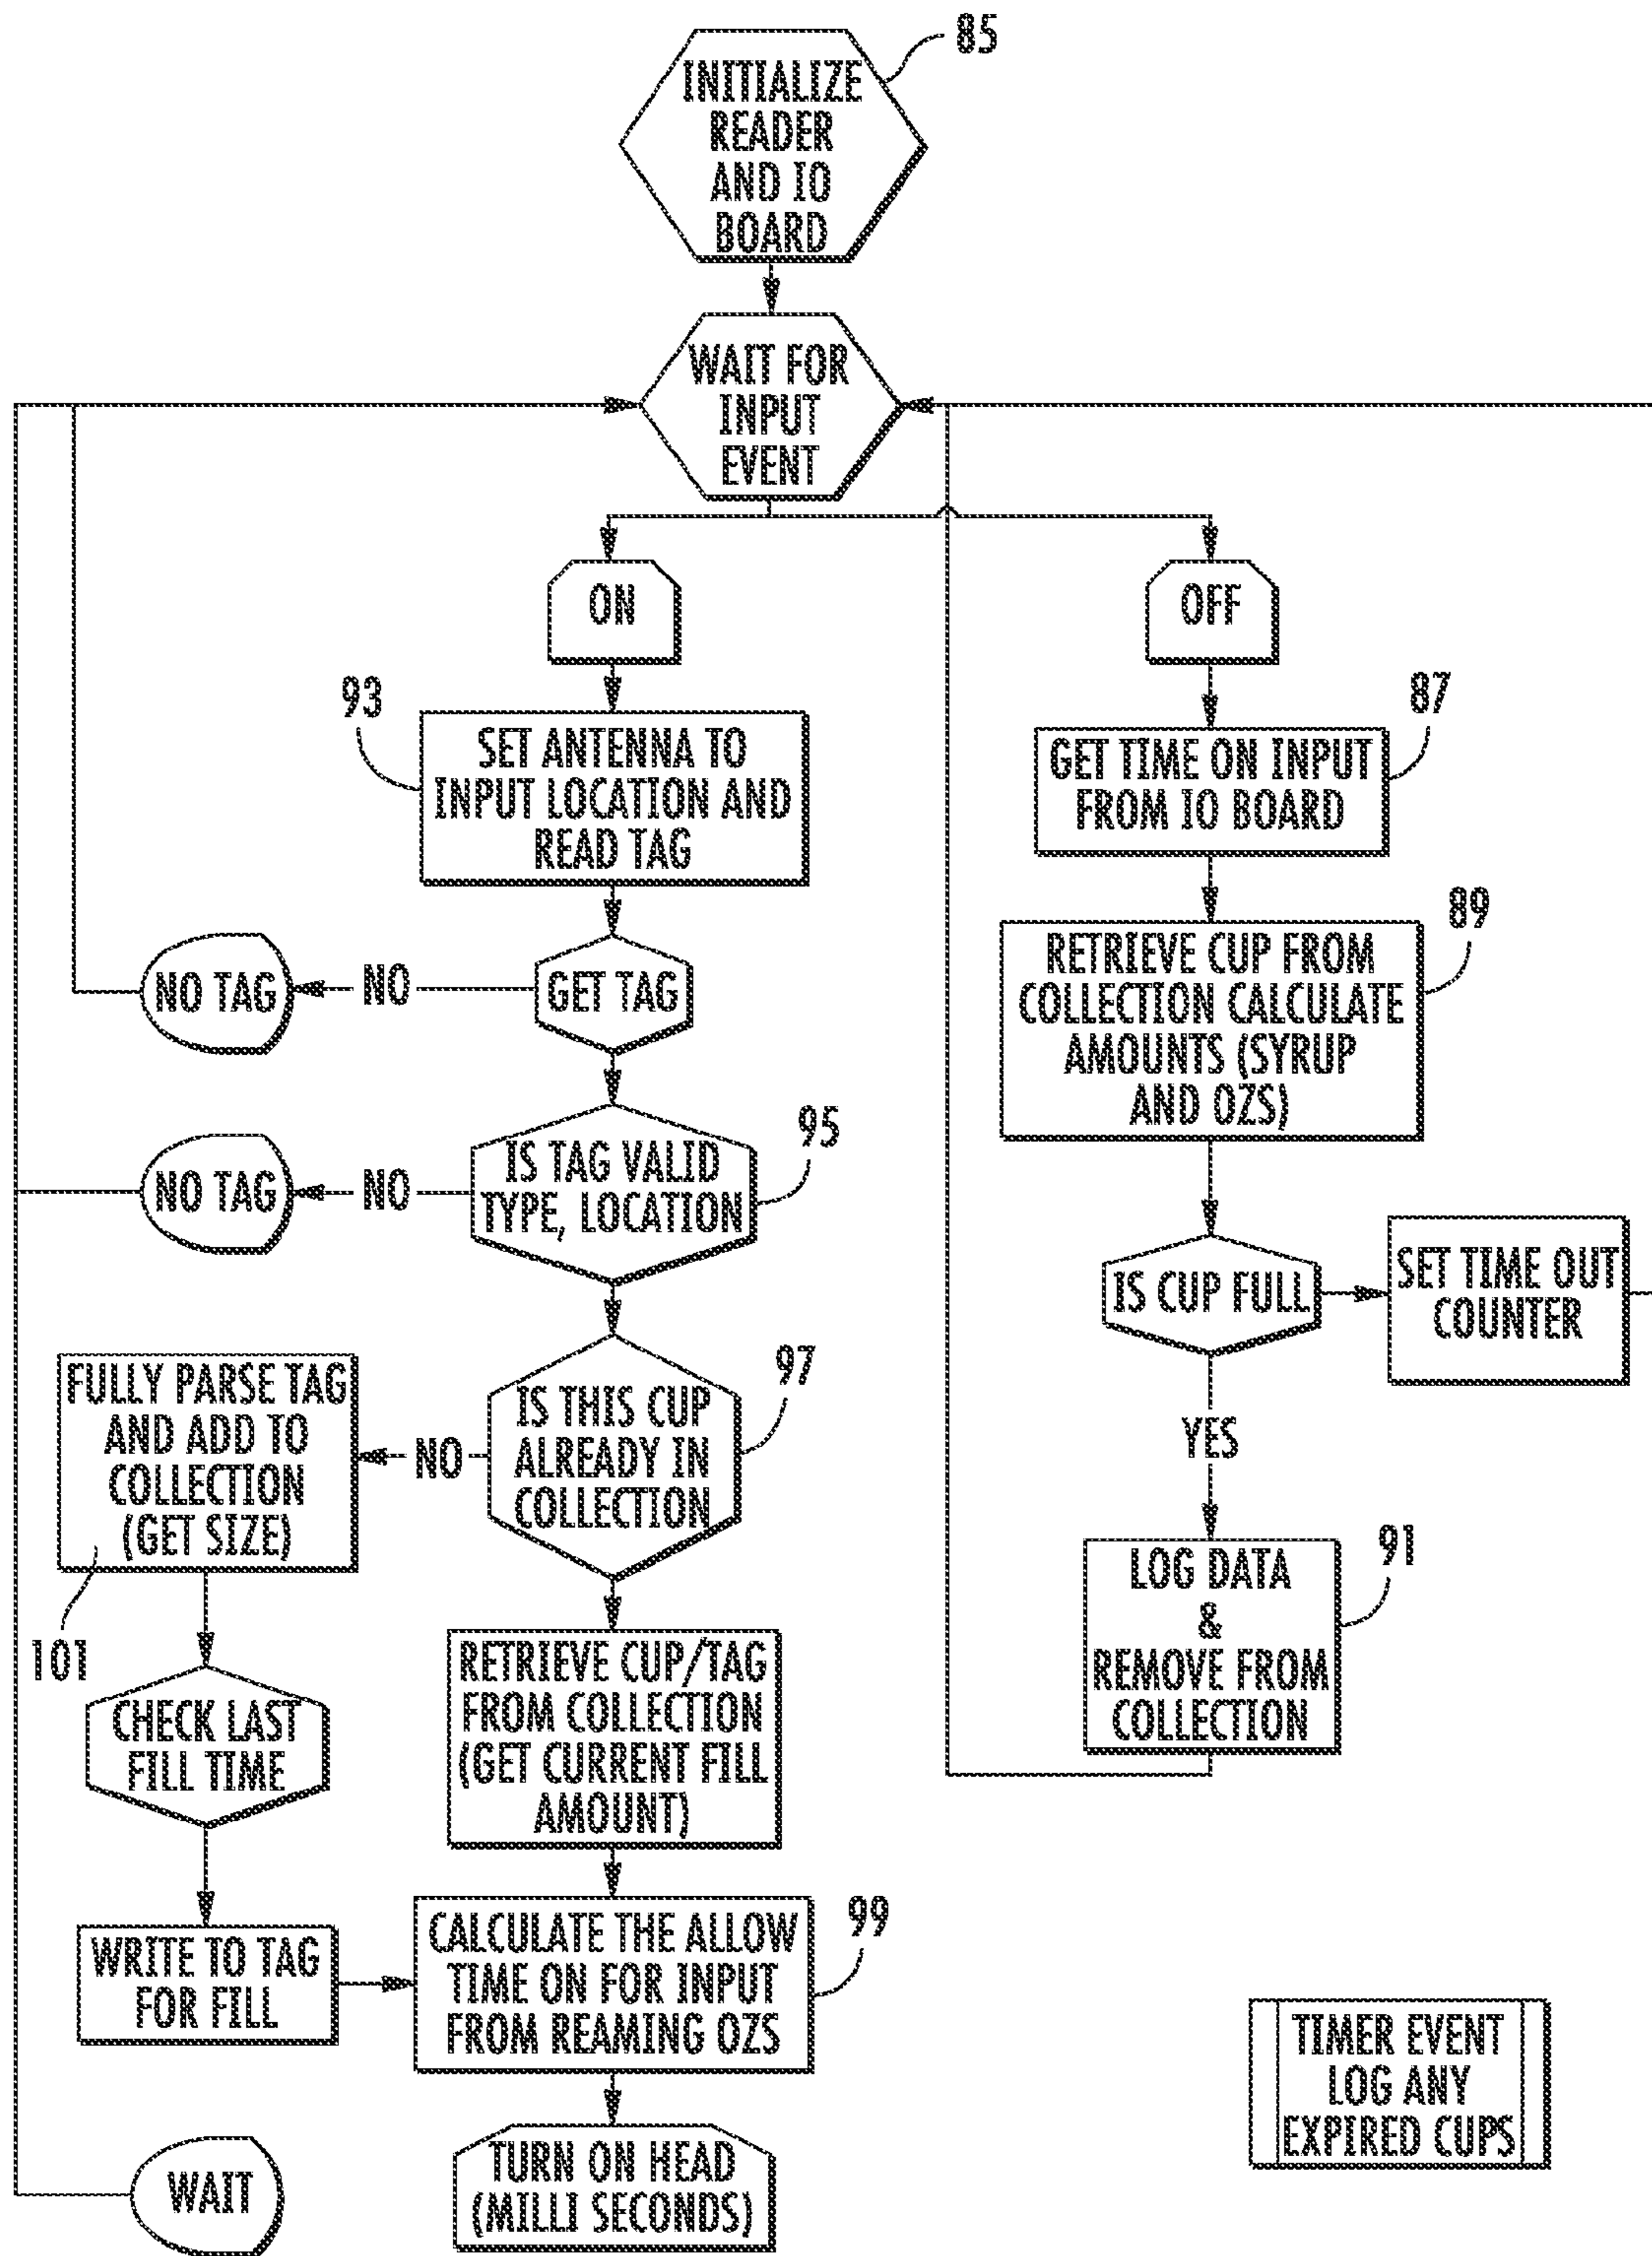 85
INITIALIZE
READER
AND IO
BOARD
WAIT FOR
INPUT
EVENT
ON
OFF
93
SET ANTENNA TO
INPUT LOCATION AND
READ TAG
87
GET TIME ON INPUT
FROM IO BOARD
NO TAG
NO
GET TAG
89
RETRIEVE CUP FROM
COLLECTION CALCULATE
AMOUNTS (SYRUP
AND OZS)
NO TAG
NO
IS TAG VALID
TYPE, LOCATION
95
IS CUP FULL
SET TIME OUT
COUNTER
FULLY PARSE TAG
AND ADD TO
COLLECTION
(GET SIZE)
101
NO
IS THIS CUP
ALREADY IN
COLLECTION
97
YES
LOG DATA
&
REMOVE FROM
COLLECTION
91
CHECK LAST
FILL TIME
RETRIEVE CUP/TAG
FROM COLLECTION
(GET CURRENT FILL
AMOUNT)
WRITE TO TAG
FOR FILL
CALCULATE THE ALLOW
TIME ON FOR INPUT
FROM REAMING OZS
99
WAIT
TURN ON HEAD
(MILLI SECONDS)
TIMER EVENT
LOG ANY
EXPIRED CUPS